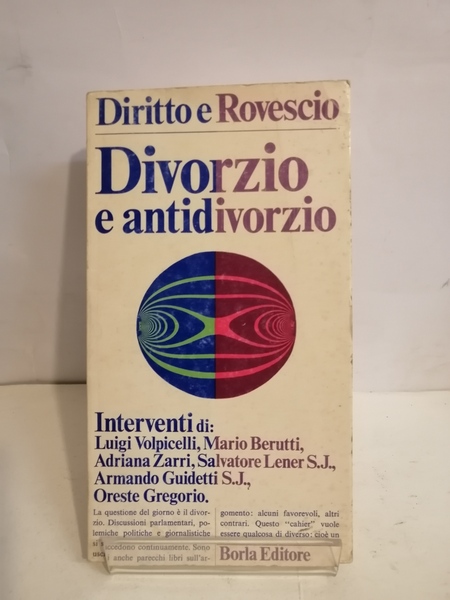 Diritto e Rovescio
Divorzio
e antidivorzio
Interventi di:
Luigi Volpicelli, Mario Berutti,
Adriana Zarri, Salvatore Lener S.J.,
Armando Guidetti S.J.,
Oreste Gregorio.
La questione del giorno è il divor-
zio. Discussioni parlamentari, po-
lemiche politiche e giornalistiche
si succedono continuamente. Sono
anche parecchi libri sull'ar-
gomento: alcuni favorevoli, altri
contrari. Questo "cahier" vuole
essere qualcosa di diverso: cioè un
Borla Editore